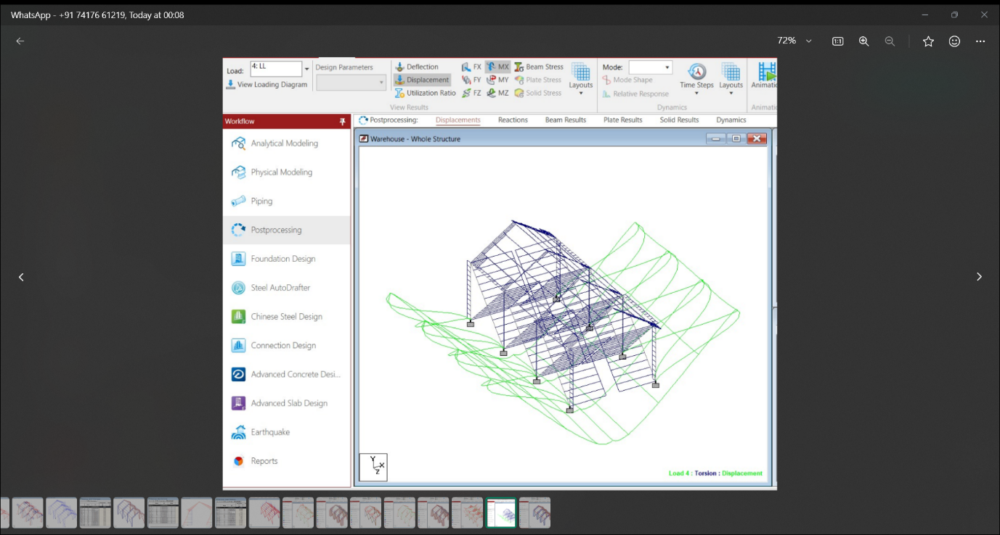 WhatsApp - +91 74176 61219, Today at 00:08
72%
1:1
Load: 4: LL
View Loading Diagram
Design Parameters
Deflection
Displacement
Utilization Ratio
FX
FY
FZ
MX
MY
MZ
Beam Stress
Plate Stress
Solid Stress
Layouts
View Results
Mode:
Mode Shape
Relative Response
Time Steps
Layouts
Dynamics
Animatio
Animatio
Workflow
Postprocessing: Displacements Reactions Beam Results Plate Results Solid Results Dynamics
Warehouse - Whole Structure
Analytical Modeling
Physical Modeling
Piping
Postprocessing
Foundation Design
Steel AutoDrafter
Chinese Steel Design
Connection Design
Advanced Concrete Desi...
Advanced Slab Design
Earthquake
Reports
Y
X
Z
Load 4 : Torsion : Displacement